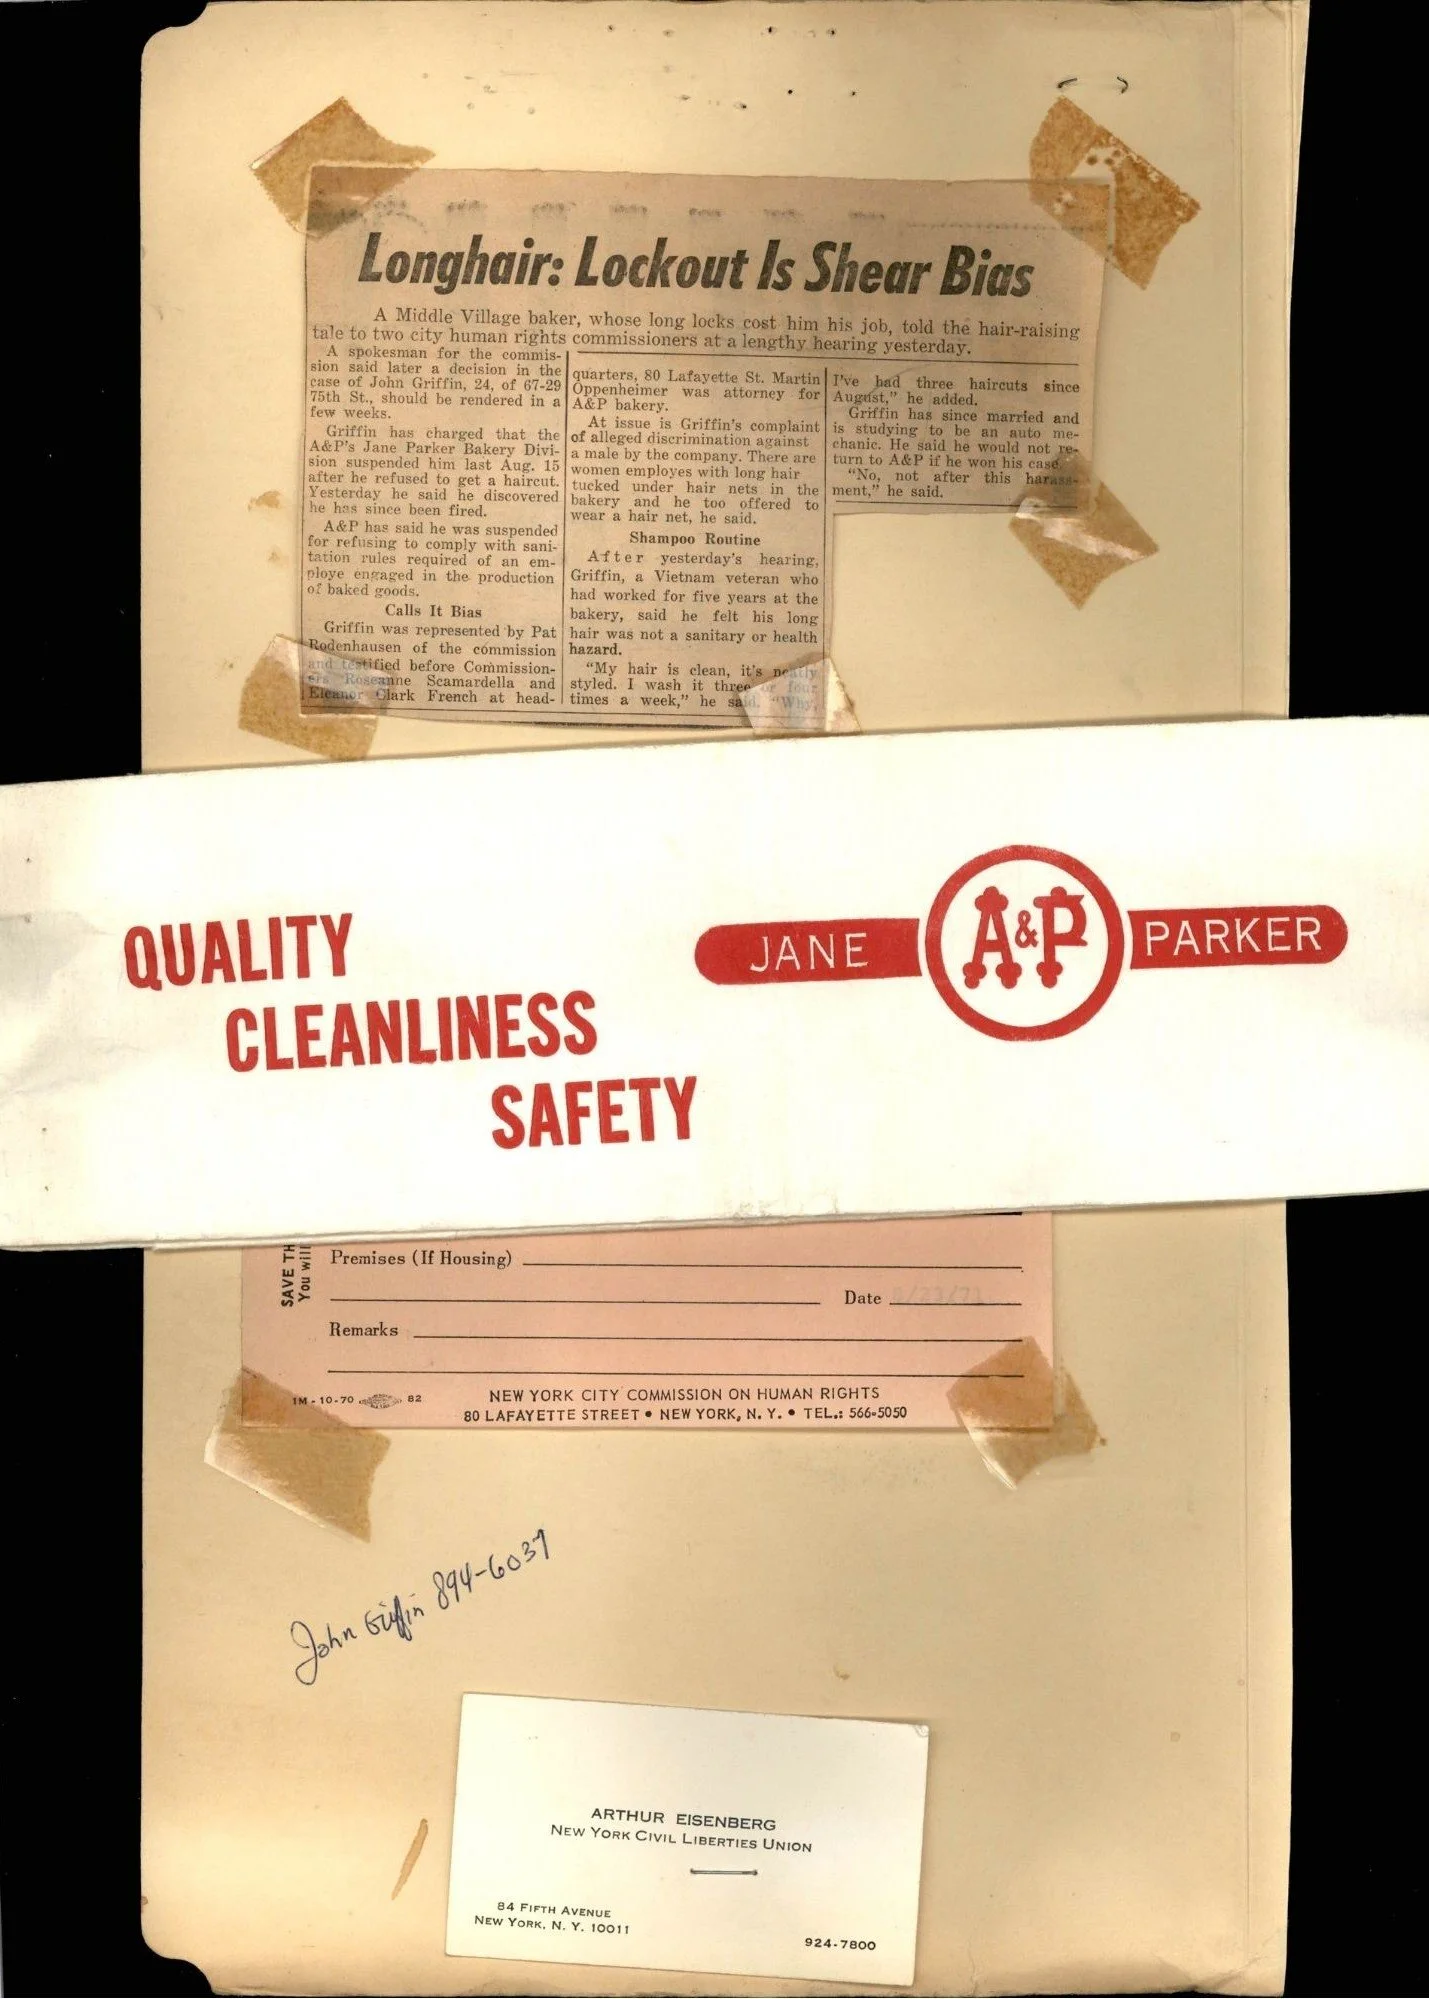 Longhair: Lockout Is Shear Bias
A Middle Village baker, whose long locks cost him his job, told the hair-raising
tale to two city human rights commissioners at a lengthy hearing yesterday.
A spokesman for the commis-
sion said later a decision in the
case of John Griffin, 24, of 67-29
75th St., should be rendered in a
few weeks.
Griffin has charged that the
A&P's Jane Parker Bakery Divi-
sion suspended him last Aug. 15
after he refused to get a haircut.
Yesterday he said he discovered
he has since been fired.
A&P has said he was suspended
for refusing to comply with sani-
tation rules required of an em-
ploye engaged in the production
of baked goods.
Calls It Bias
Griffin was represented by Pat
Rodenhausen of the commission
and testified before Commission-
ers Roseanne Scamardella and
Eleanor Clark French at head-
quarters, 80 Lafayette St. Martin
Oppenheimer was attorney for
A&P bakery.
At issue is Griffin's complaint
of alleged discrimination against
a male by the company. There are
women employes with long hair
tucked under hair nets in the
bakery and he too offered to
wear a hair net, he said.
Shampoo Routine
After yesterday's hearing,
Griffin, a Vietnam veteran who
had worked for five years at the
bakery, said he felt his long
hair was not a sanitary or health
hazard.
"My hair is clean, it's neatly
styled. I wash it three or four
times a week," he said. "Why,
I've had three haircuts since
August," he added.
Griffin has since married and
is studying to be an auto me-
chanic. He said he would not re-
turn to A&P if he won his case.
"No, not after this harass-
ment," he said.
QUALITY
CLEANLINESS
SAFETY
JANE A&P PARKER
SAVE TH
You will
Premises (If Housing)
Date
Remarks
1M-10-70 82
NEW YORK CITY COMMISSION ON HUMAN RIGHTS
80 LAFAYETTE STREET • NEW YORK, N. Y. • TEL.: 566-5050
John Griffin 894-6037
ARTHUR EISENBERG
NEW YORK CIVIL LIBERTIES UNION
84 FIFTH AVENUE
NEW YORK, N. Y. 10011
924-7800